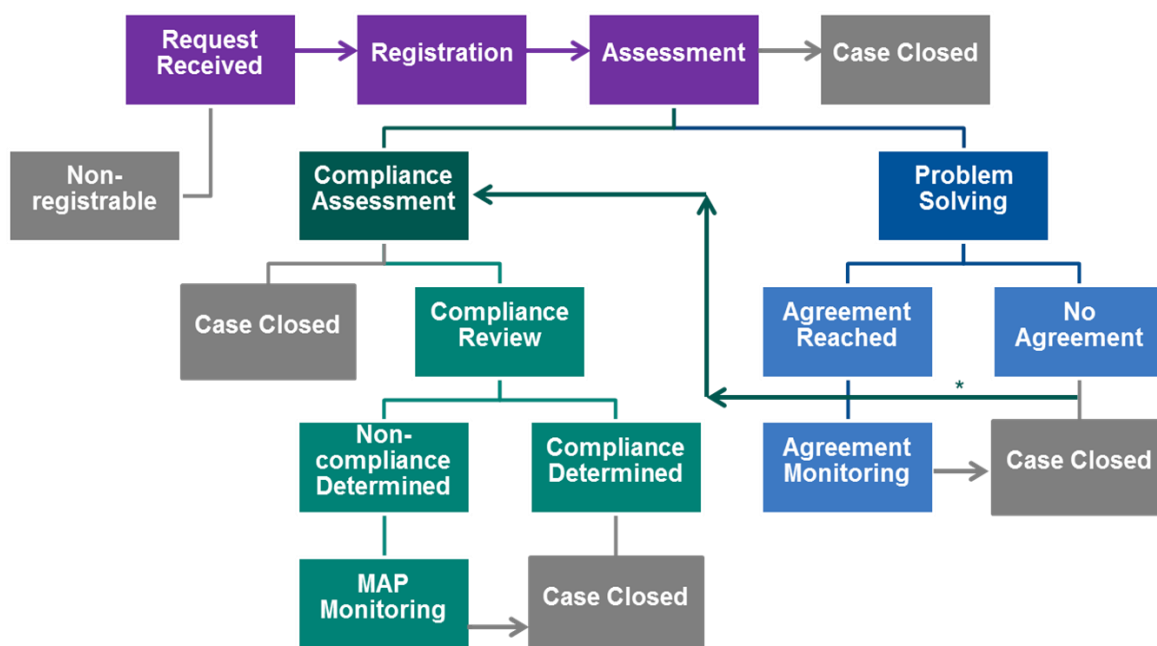 Request
Received
Registration
Assessment
Case Closed
Non-
registrable
Compliance
Assessment
Problem
Solving
Case Closed
Compliance
Review
Agreement
Reached
No
Agreement
*
Non-
compliance
Determined
Compliance
Determined
Agreement
Monitoring
Case Closed
MAP
Monitoring
Case Closed